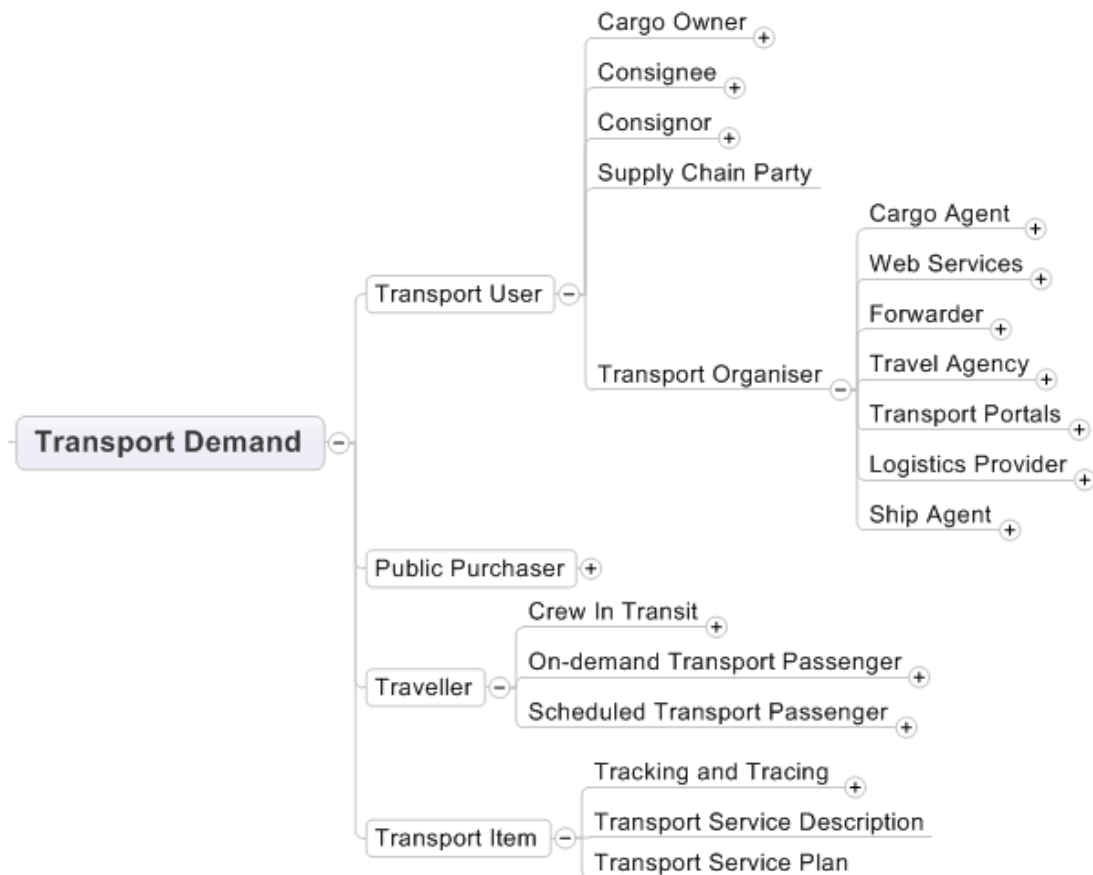 Cargo Owner
Consignee
Consignor
Supply Chain Party
Cargo Agent
Web Services
Transport User
Forwarder
Travel Agency
Transport Organiser
Transport Portals
Transport Demand
Logistics Provider
Ship Agent
Public Purchaser
Crew In Transit
On-demand Transport Passenger
Traveller
Scheduled Transport Passenger
Tracking and Tracing
Transport Service Description
Transport Item
Transport Service Plan